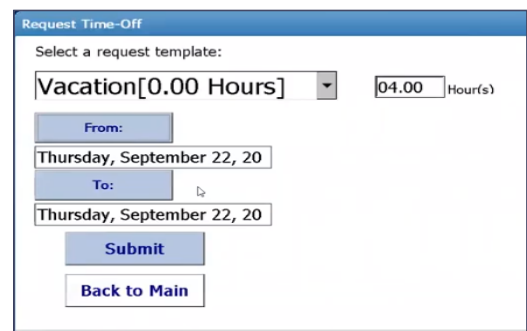 Request Time-Off
Select a request template:
Vacation[0.00 Hours] 04.00 Hour(s)
From:
Thursday, September 22, 20
To:
Thursday, September 22, 20
Submit
Back to Main